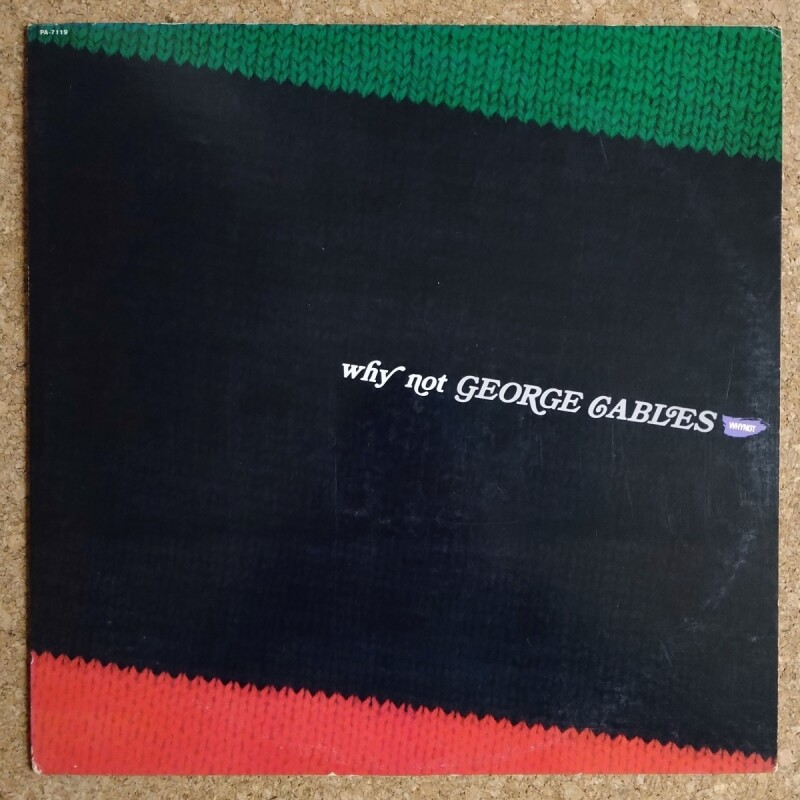 PA-7119
why not GEORGE CABLES
WHYNOT